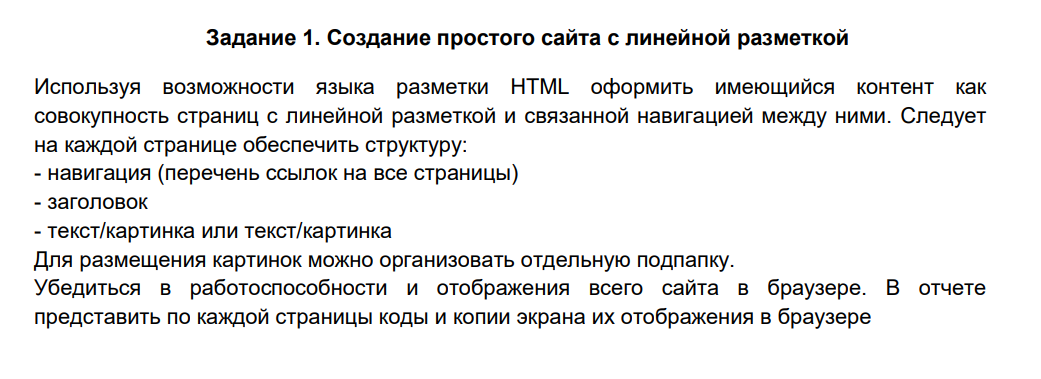 Задание 1. Создание простого сайта с линейной разметкой
Используя возможности языка разметки HTML оформить имеющийся контент как
совокупность страниц с линейной разметкой и связанной навигацией между ними. Следует
на каждой странице обеспечить структуру:
- навигация (перечень ссылок на все страницы)
- заголовок
- текст/картинка или текст/картинка
Для размещения картинок можно организовать отдельную подпапку.
Убедиться в работоспособности и отображения всего сайта в браузере. В отчете
представить по каждой страницы коды и копии экрана их отображения в браузере